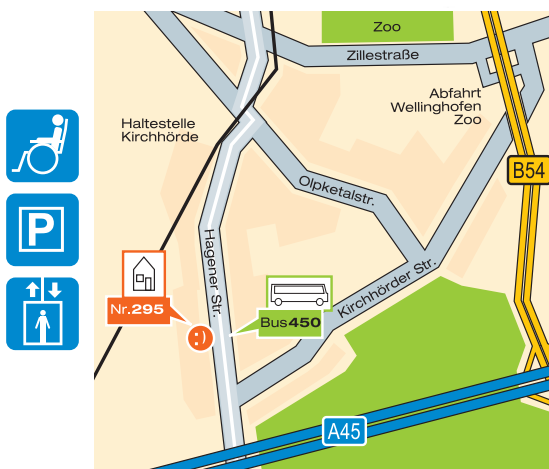 Zoo
Zillestraße
Abfahrt
Wellinghofen
Zoo
Haltestelle
Kirchhörde
B54
P
Olpketalstr.
Hagener Str.
Kirchhörder Str.
Nr.295
:)
Bus450
A45